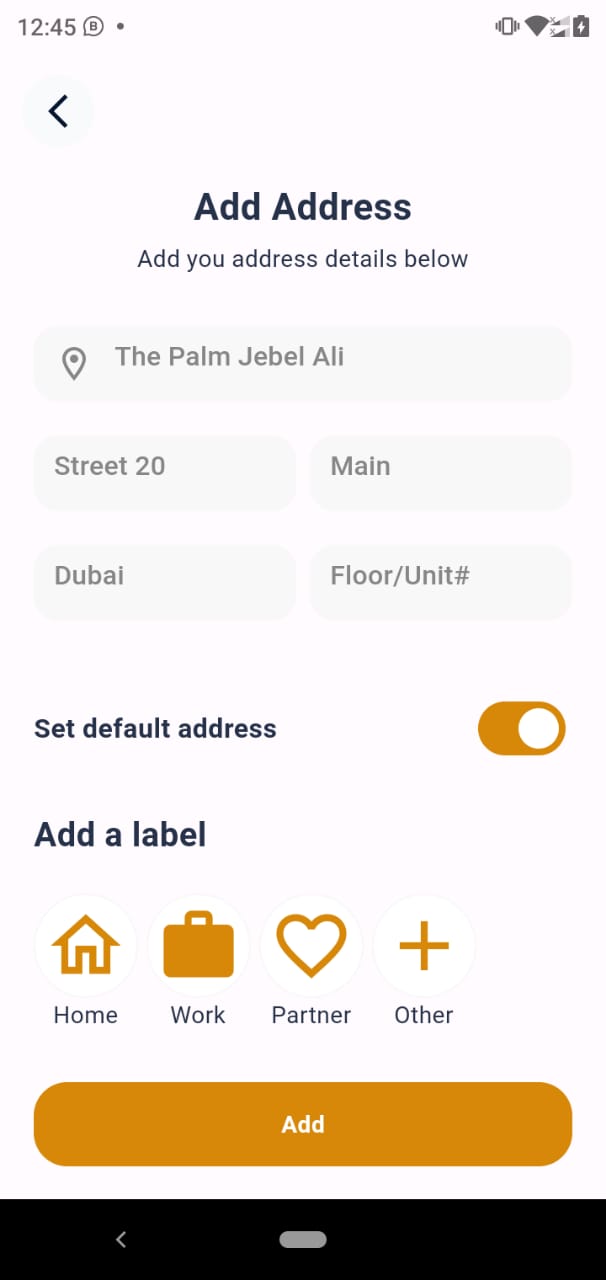 12:45
Add Address
Add you address details below
The Palm Jebel Ali
Street 20 Main
Dubai Floor/Unit#
Set default address
Add a label
Home Work Partner Other
Add